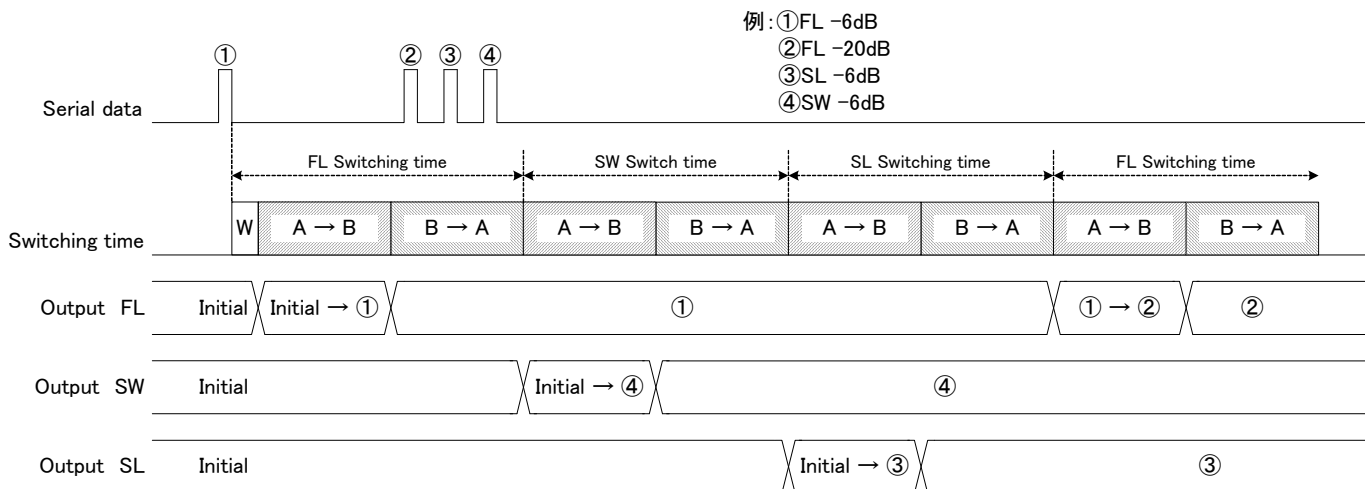 例:①FL -6dB
②FL -20dB
③SL -6dB
④SW -6dB
① ② ③ ④
Serial data
FL Switching time SW Switch time SL Switching time FL Switching time
Switching time W A → B B → A A → B B → A A → B B → A A → B B → A
Output FL Initial Initial → ① ① ① → ② ②
Output SW Initial Initial → ④ ④
Output SL Initial Initial → ③ ③